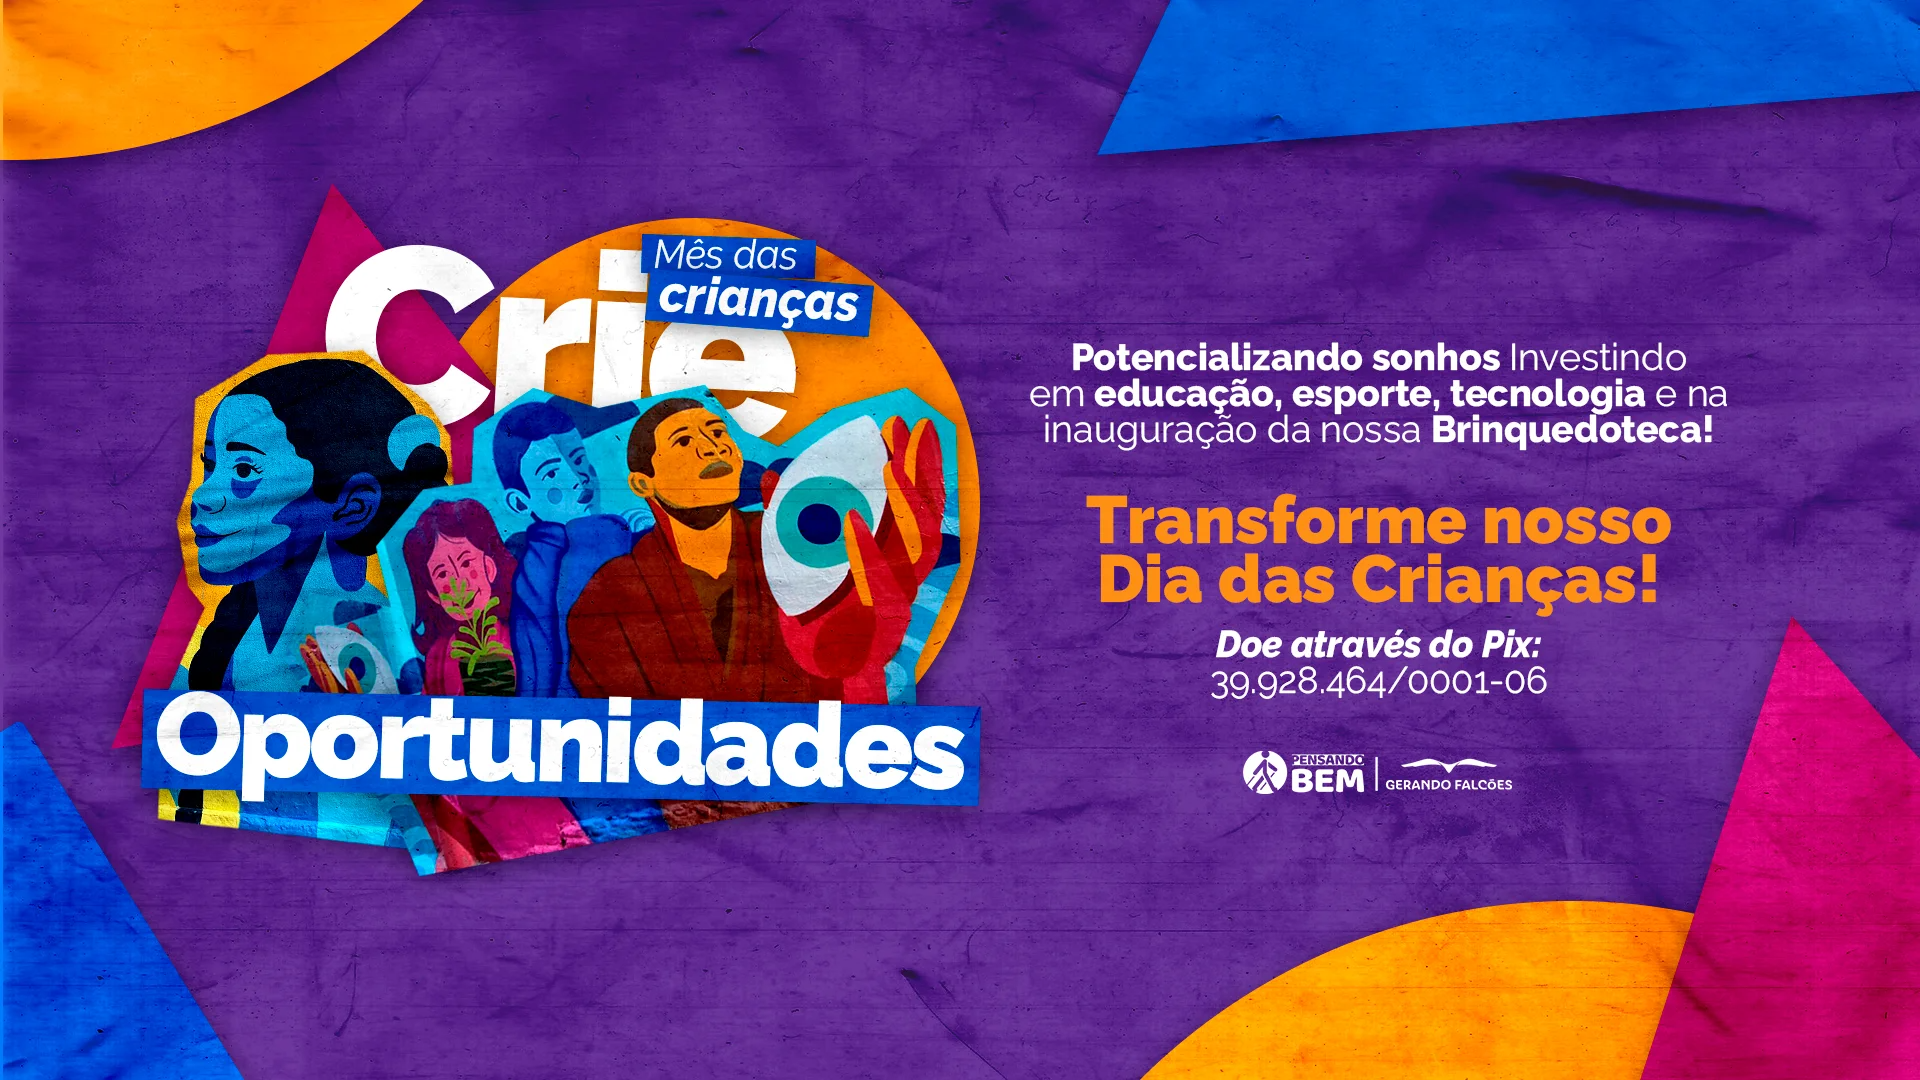 Crie
Mês das
crianças
Oportunidades
Potencializando sonhos Investindo
em educação, esporte, tecnologia e na
inauguração da nossa Brinquedoteca!
Transforme nosso
Dia das Crianças!
Doe através do Pix:
39.928.464/0001-06
PENSANDO
BEM
GERANDO FALCÕES